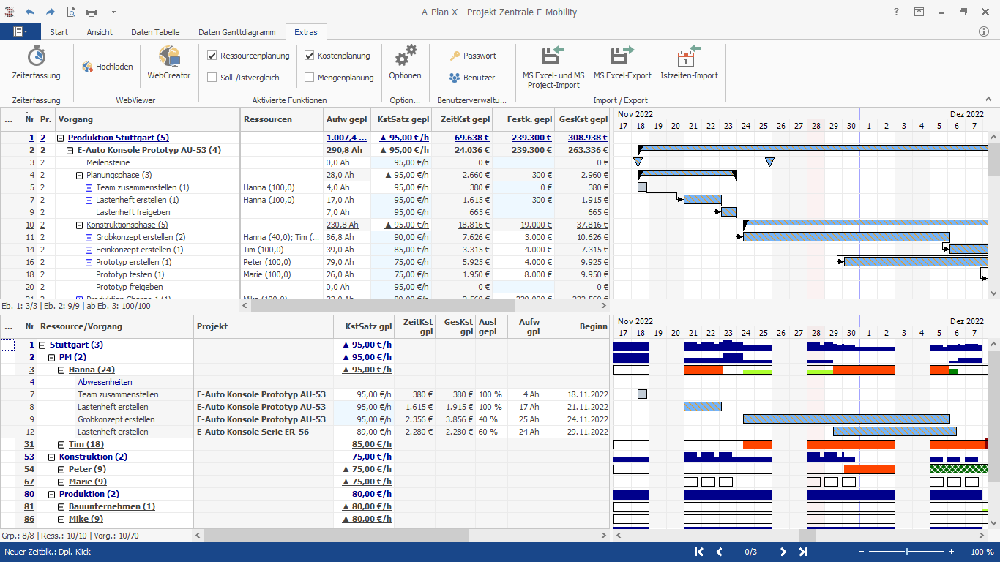 A-Plan X - Projekt Zentrale E-Mobility
Start Ansicht Daten Tabelle Daten Ganttdiagramm Extras
Zeiterfassung
Hochladen
WebCreator
Ressourcenplanung
Soll-/Istvergleich
Kostenplanung
Mengenplanung
Optionen
Passwort
Benutzer
MS Excel- und MS
Project-Import
MS Excel-Export
Istzeiten-Import
Zeiterfassung WebViewer Aktivierte Funktionen Option... Benutzerverwaltu... Import / Export
... Nr Pr. Vorgang Ressourcen Aufw gepl KstSatz gepl ZeitKst gepl Festk. gepl GesKst gepl
Nov 2022 Dez 2022
17 18 19 20 21 22 23 24 25 26 27 28 29 30 1 2 3 4 5 6 7
1 2 Produktion Stuttgart (5) 1.007,4 ... ▲ 95,00 €/h 69.638 € 239.300 € 308.938 €
2 2 E-Auto Konsole Prototyp AU-53 (4) 290,8 Ah ▲ 95,00 €/h 24.036 € 239.300 € 263.336 €
3 2 Meilensteine 0,0 Ah 95,00 €/h 0 € 0 € 0 €
4 2 Planungsphase (3) 28,0 Ah ▲ 95,00 €/h 2.660 € 300 € 2.960 €
5 2 Team zusammenstellen (1) Hanna (100,0) 4,0 Ah 95,00 €/h 380 € 0 € 380 €
7 2 Lastenheft erstellen (1) Hanna (100,0) 17,0 Ah 95,00 €/h 1.615 € 300 € 1.915 €
9 2 Lastenheft freigeben 7,0 Ah 95,00 €/h 665 € 665 €
10 2 Konstruktionsphase (5) 230,8 Ah ▲ 95,00 €/h 18.816 € 19.000 € 37.816 €
11 2 Grobkonzept erstellen (2) Hanna (40,0); Tim (... 86,8 Ah 90,00 €/h 7.626 € 3.000 € 10.626 €
14 2 Feinkonzept erstellen (1) Tim (100,0) 39,0 Ah 85,00 €/h 3.315 € 4.000 € 7.315 €
16 2 Prototyp erstellen (1) Peter (100,0) 79,0 Ah 75,00 €/h 5.925 € 4.000 € 9.925 €
18 2 Prototyp testen (1) Marie (100,0) 26,0 Ah 75,00 €/h 1.950 € 8.000 € 9.950 €
20 2 Prototyp freigeben 0,0 Ah 95,00 €/h 0 € 0 €
Eb. 1: 3/3 | Eb. 2: 9/9 | ab Eb. 3: 100/100
... Nr Ressource/Vorgang Projekt KstSatz gpl ZeitKst gpl GesKst gpl Ausl gepl Aufw gpl Beginn
Nov 2022 Dez 2022
17 18 19 20 21 22 23 24 25 26 27 28 29 30 1 2 3 4 5 6 7
1 Stuttgart (3) ▲ 95,00 €/h
2 PM (2) ▲ 95,00 €/h
3 Hanna (24) ▲ 95,00 €/h
4 Abwesenheiten
7 Team zusammenstellen E-Auto Konsole Prototyp AU-53 95,00 €/h 380 € 380 € 100 % 4 Ah 18.11.2022
8 Lastenheft erstellen E-Auto Konsole Prototyp AU-53 95,00 €/h 1.615 € 1.915 € 100 % 17 Ah 21.11.2022
9 Grobkonzept erstellen E-Auto Konsole Prototyp AU-53 95,00 €/h 2.356 € 3.856 € 40 % 25 Ah 24.11.2022
12 Lastenheft erstellen E-Auto Konsole Serie ER-56 89,00 €/h 2.280 € 2.280 € 60 % 24 Ah 29.11.2022
31 Tim (18) 85,00 €/h
53 Konstruktion (2) 75,00 €/h
54 Peter (9) ▲ 75,00 €/h
67 Marie (9) ▲ 75,00 €/h
80 Produktion (2) 80,00 €/h
81 Bauunternehmen (1) ▲ 80,00 €/h
86 Mike (9) ▲ 80,00 €/h
Grp.: 8/8 | Ress.: 10/10 | Vorg.: 10/70
Neuer Zeitblk.: Dpl.-Klick 0/3 100 %